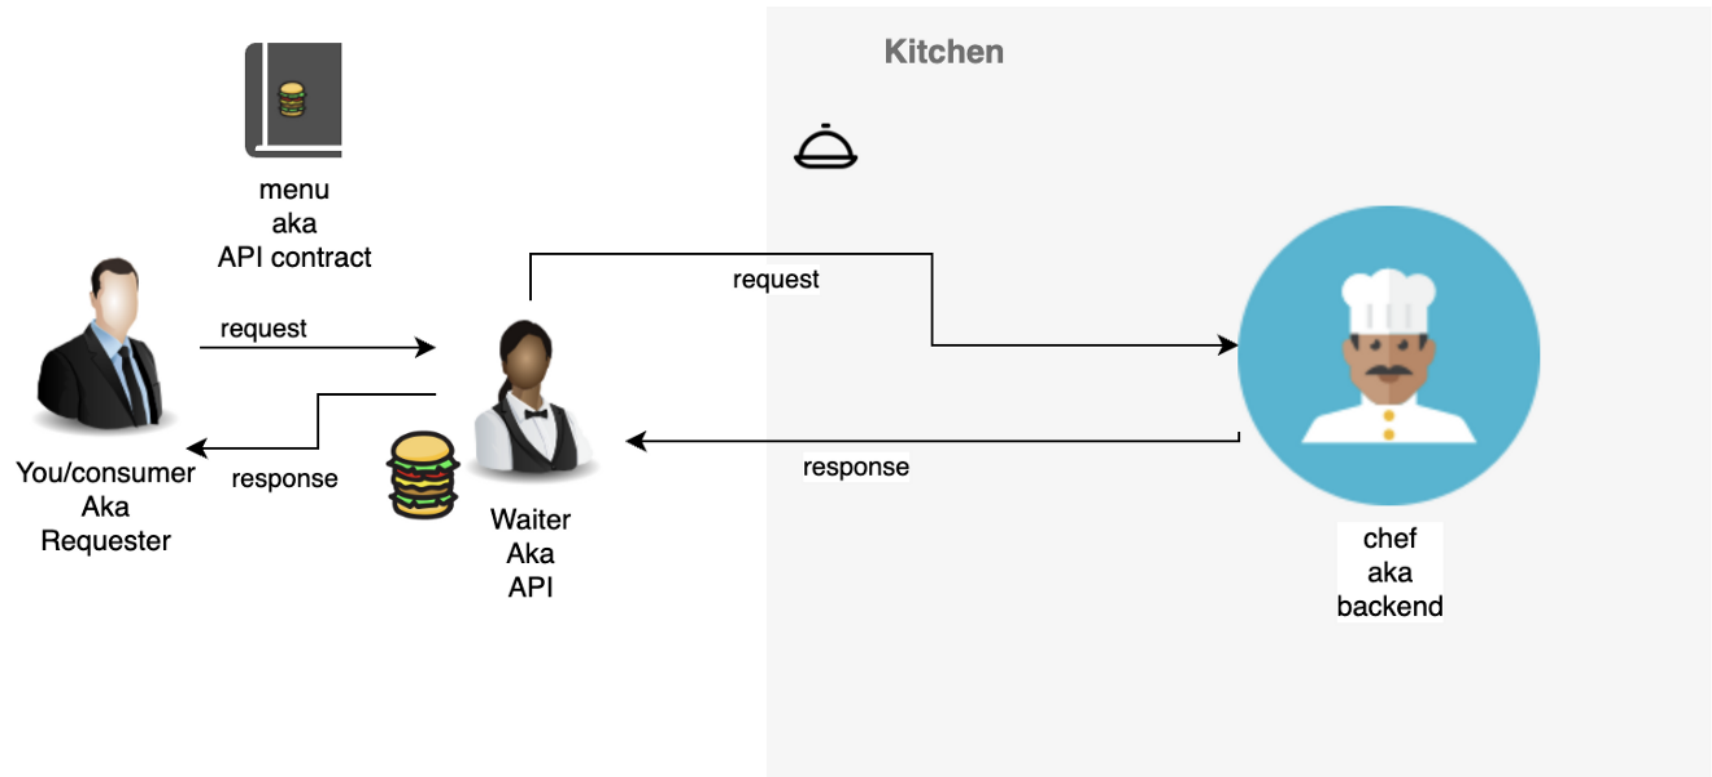 Kitchen
menu
aka
API contract
request
request
response
response
You/consumer
Aka
Requester
Waiter
Aka
API
chef
aka
backend